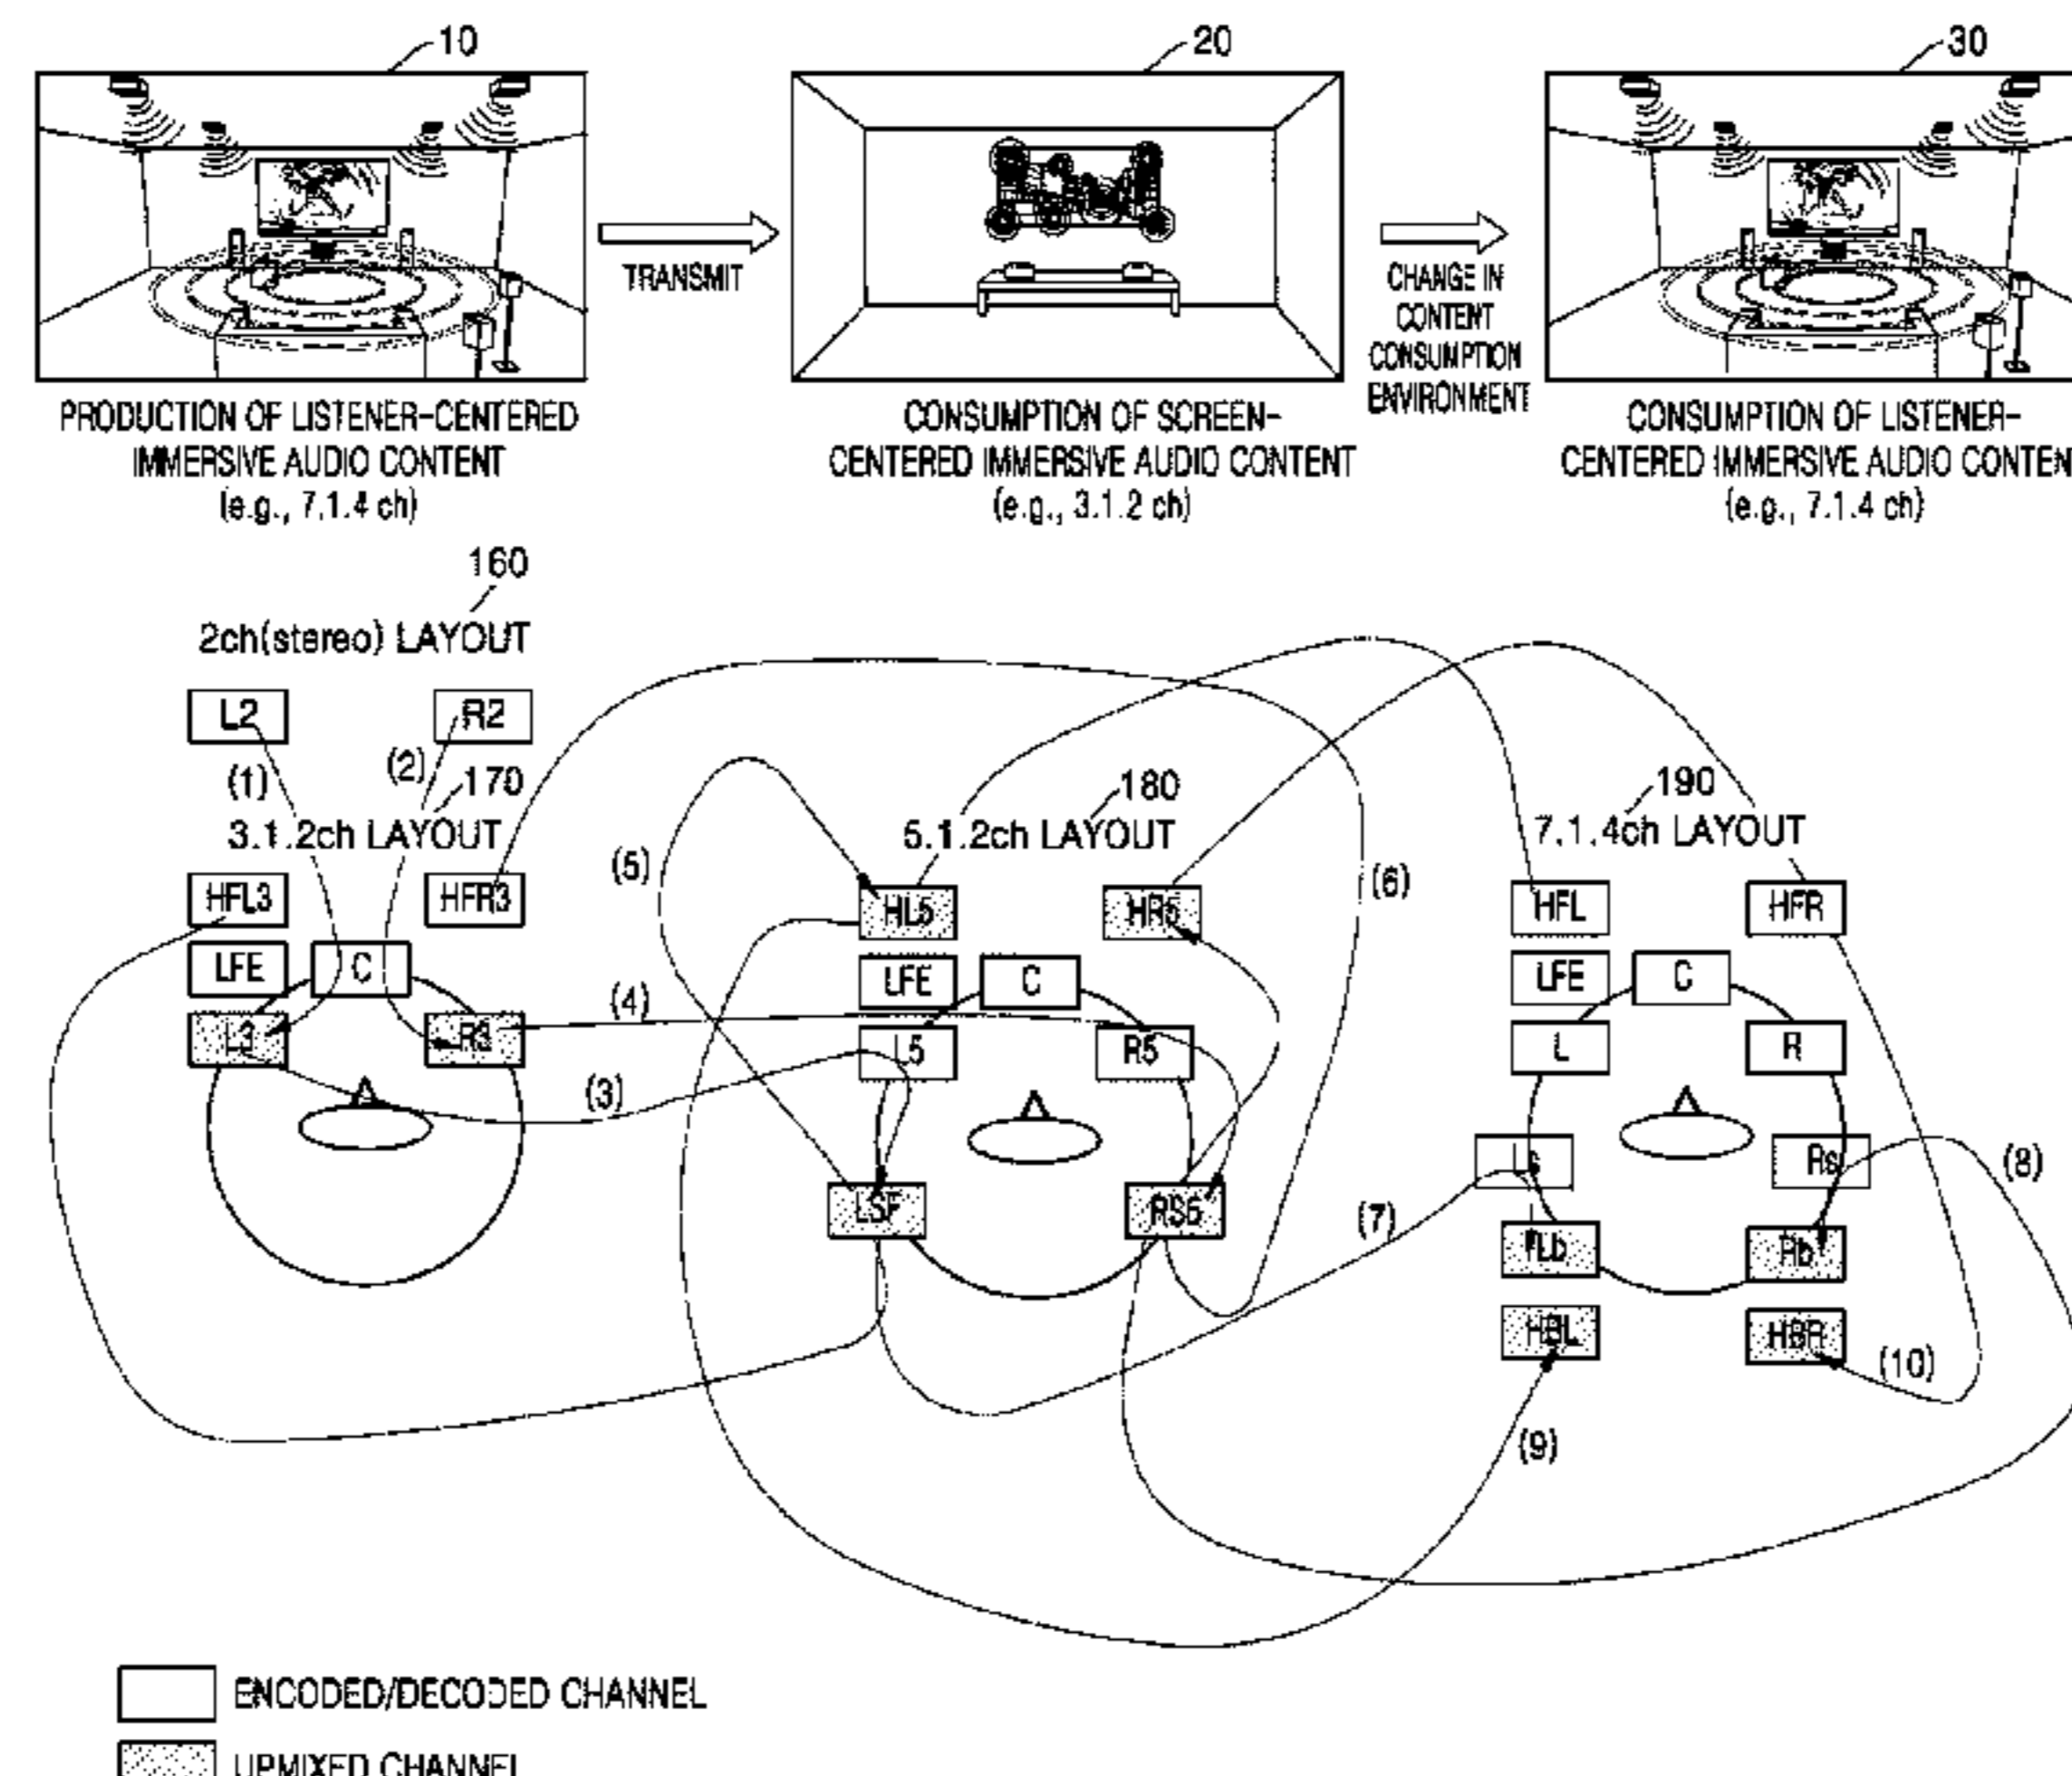 10
20
30
TRANSMIT
CHANGE IN
CONTENT
CONSUMPTION
ENVIRONMENT
PRODUCTION OF LISTENER-CENTERED
IMMERSIVE AUDIO CONTENT
(e.g., 7.1.4 ch)
CONSUMPTION OF SCREEN-
CENTERED IMMERSIVE AUDIO CONTENT
(e.g., 3.1.2 ch)
CONSUMPTION OF LISTENER-
CENTERED IMMERSIVE AUDIO CONTEN
(e.g., 7.1.4 ch)
160
2ch(stereo) LAYOUT
L2
R2
(1)
(2)
170
3.1.2ch LAYOUT
HFL3
HFR3
LFE
C
L3
R3
(3)
(4)
(5)
180
5.1.2ch LAYOUT
HL5
HR5
(6)
LFE
C
L5
R5
RS5
190
7.1.4ch LAYOUT
HFL
HFR
LFE
C
L
R
Ls
Rs
(7)
(8)
Lb
Rb
HBL
HBR
(9)
(10)
ENCODED/DECODED CHANNEL
UPMIXED CHANNEL